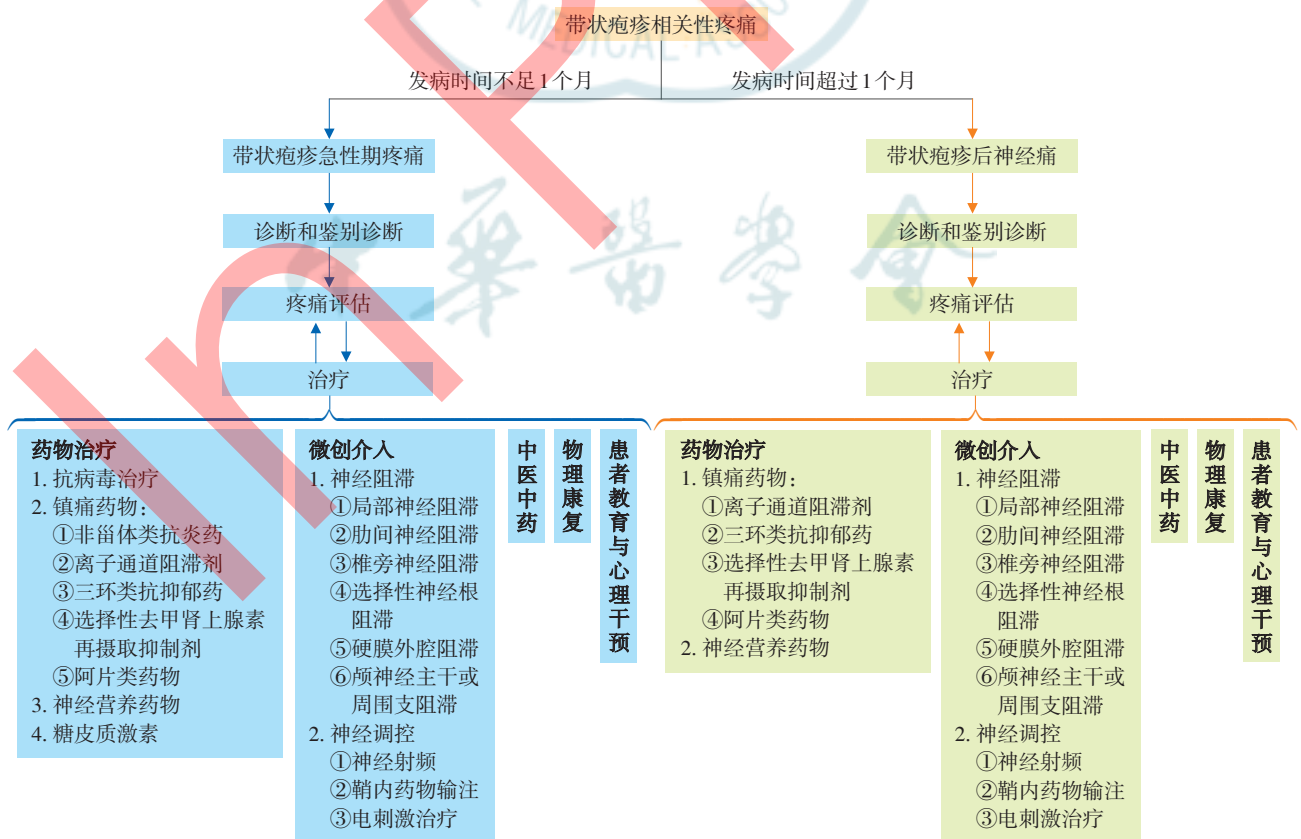 带状疱疹相关性疼痛
发病时间不足1个月
发病时间超过1个月
带状疱疹急性期疼痛
诊断和鉴别诊断
疼痛评估
治疗
药物治疗
1. 抗病毒治疗
2. 镇痛药物：
①非甾体类抗炎药
②离子通道阻滞剂
③三环类抗抑郁药
④选择性去甲肾上腺素
再摄取抑制剂
⑤阿片类药物
3. 神经营养药物
4. 糖皮质激素
微创介入
1. 神经阻滞
①局部神经阻滞
②肋间神经阻滞
③椎旁神经阻滞
④选择性神经根
阻滞
⑤硬膜外腔阻滞
⑥颅神经主干或
周围支阻滞
2. 神经调控
①神经射频
②鞘内药物输注
③电刺激治疗
中医中药
物理康复
患者教育与心理干预
带状疱疹后神经痛
诊断和鉴别诊断
疼痛评估
治疗
药物治疗
1. 镇痛药物：
①离子通道阻滞剂
②三环类抗抑郁药
③选择性去甲肾上腺素
再摄取抑制剂
④阿片类药物
2. 神经营养药物
微创介入
1. 神经阻滞
①局部神经阻滞
②肋间神经阻滞
③椎旁神经阻滞
④选择性神经根
阻滞
⑤硬膜外腔阻滞
⑥颅神经主干或
周围支阻滞
2. 神经调控
①神经射频
②鞘内药物输注
③电刺激治疗
中医中药
物理康复
患者教育与心理干预
中華醫學會
MEDICAL ASSO
In P